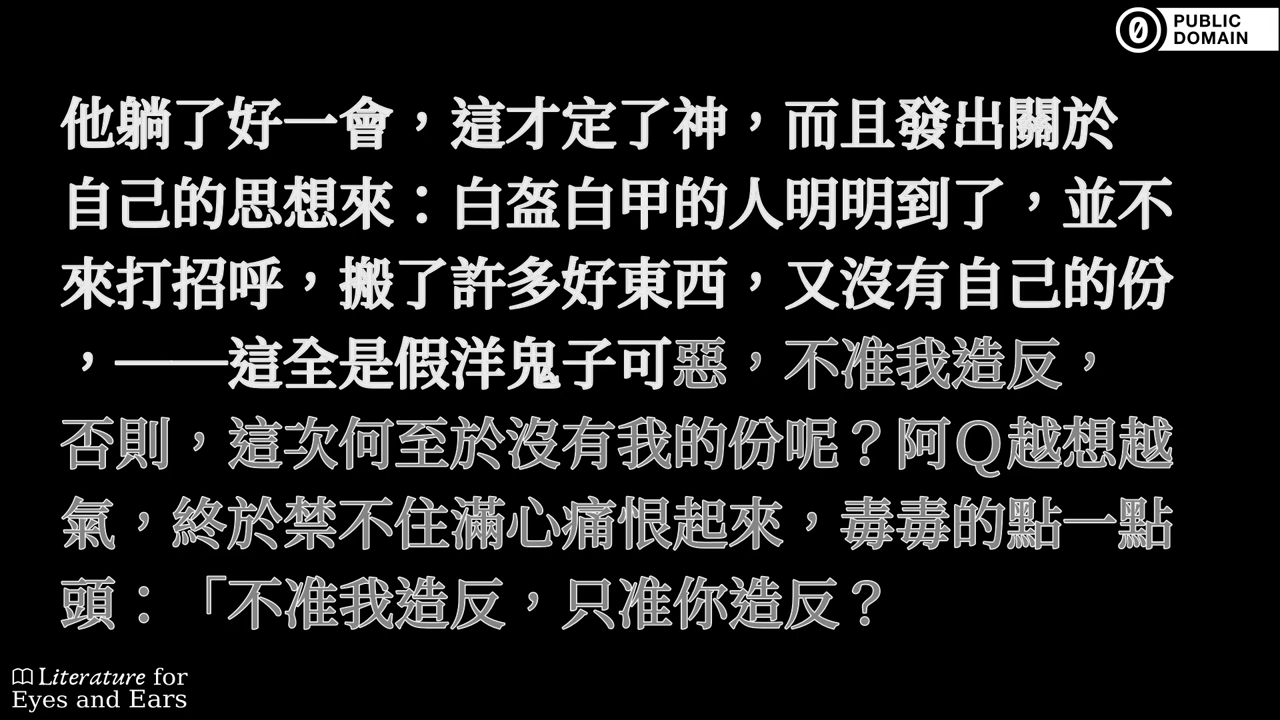 PUBLIC
DOMAIN
他躺了好一會，這才定了神，而且發出關於
自己的思想來：白盔白甲的人明明到了，並不
來打招呼，搬了許多好東西，又沒有自己的份
，——這全是假洋鬼子可惡，不准我造反，
否則，這次何至於沒有我的份呢？阿Ｑ越想越
氣，終於禁不住滿心痛恨起來，毒毒的點一點
頭：「不准我造反，只准你造反？
Literature for
Eyes and Ears